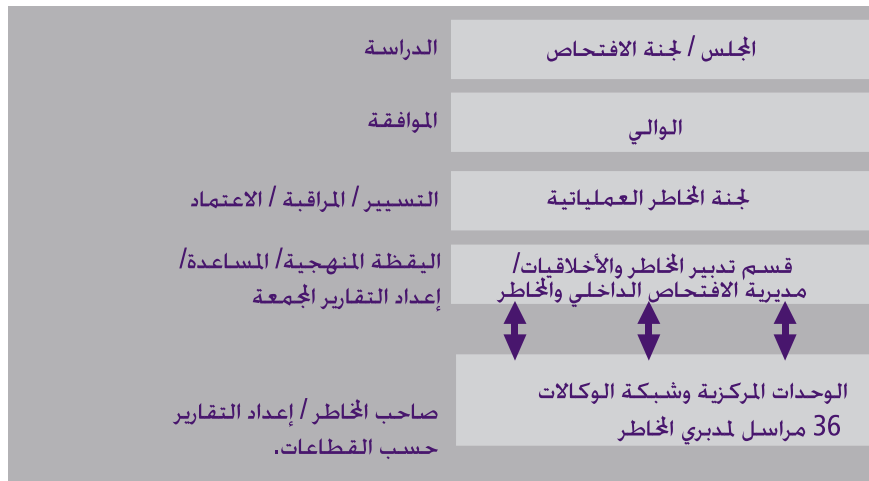 المجلس / لجنة الافتحاص
الدراسة
الوالي
الموافقة
لجنة المخاطر العملياتية
التسيير / المراقبة / الاعتماد
قسم تدبير المخاطر والأخلاقيات/
مديرية الافتحاص الداخلي والمخاطر
اليقظة المنهجية/ المساعدة/
إعداد التقارير المجمعة
الوحدات المركزية وشبكة الوكالات
36 مراسل لمدبري المخاطر
صاحب المخاطر / إعداد التقارير
حسب القطاعات.